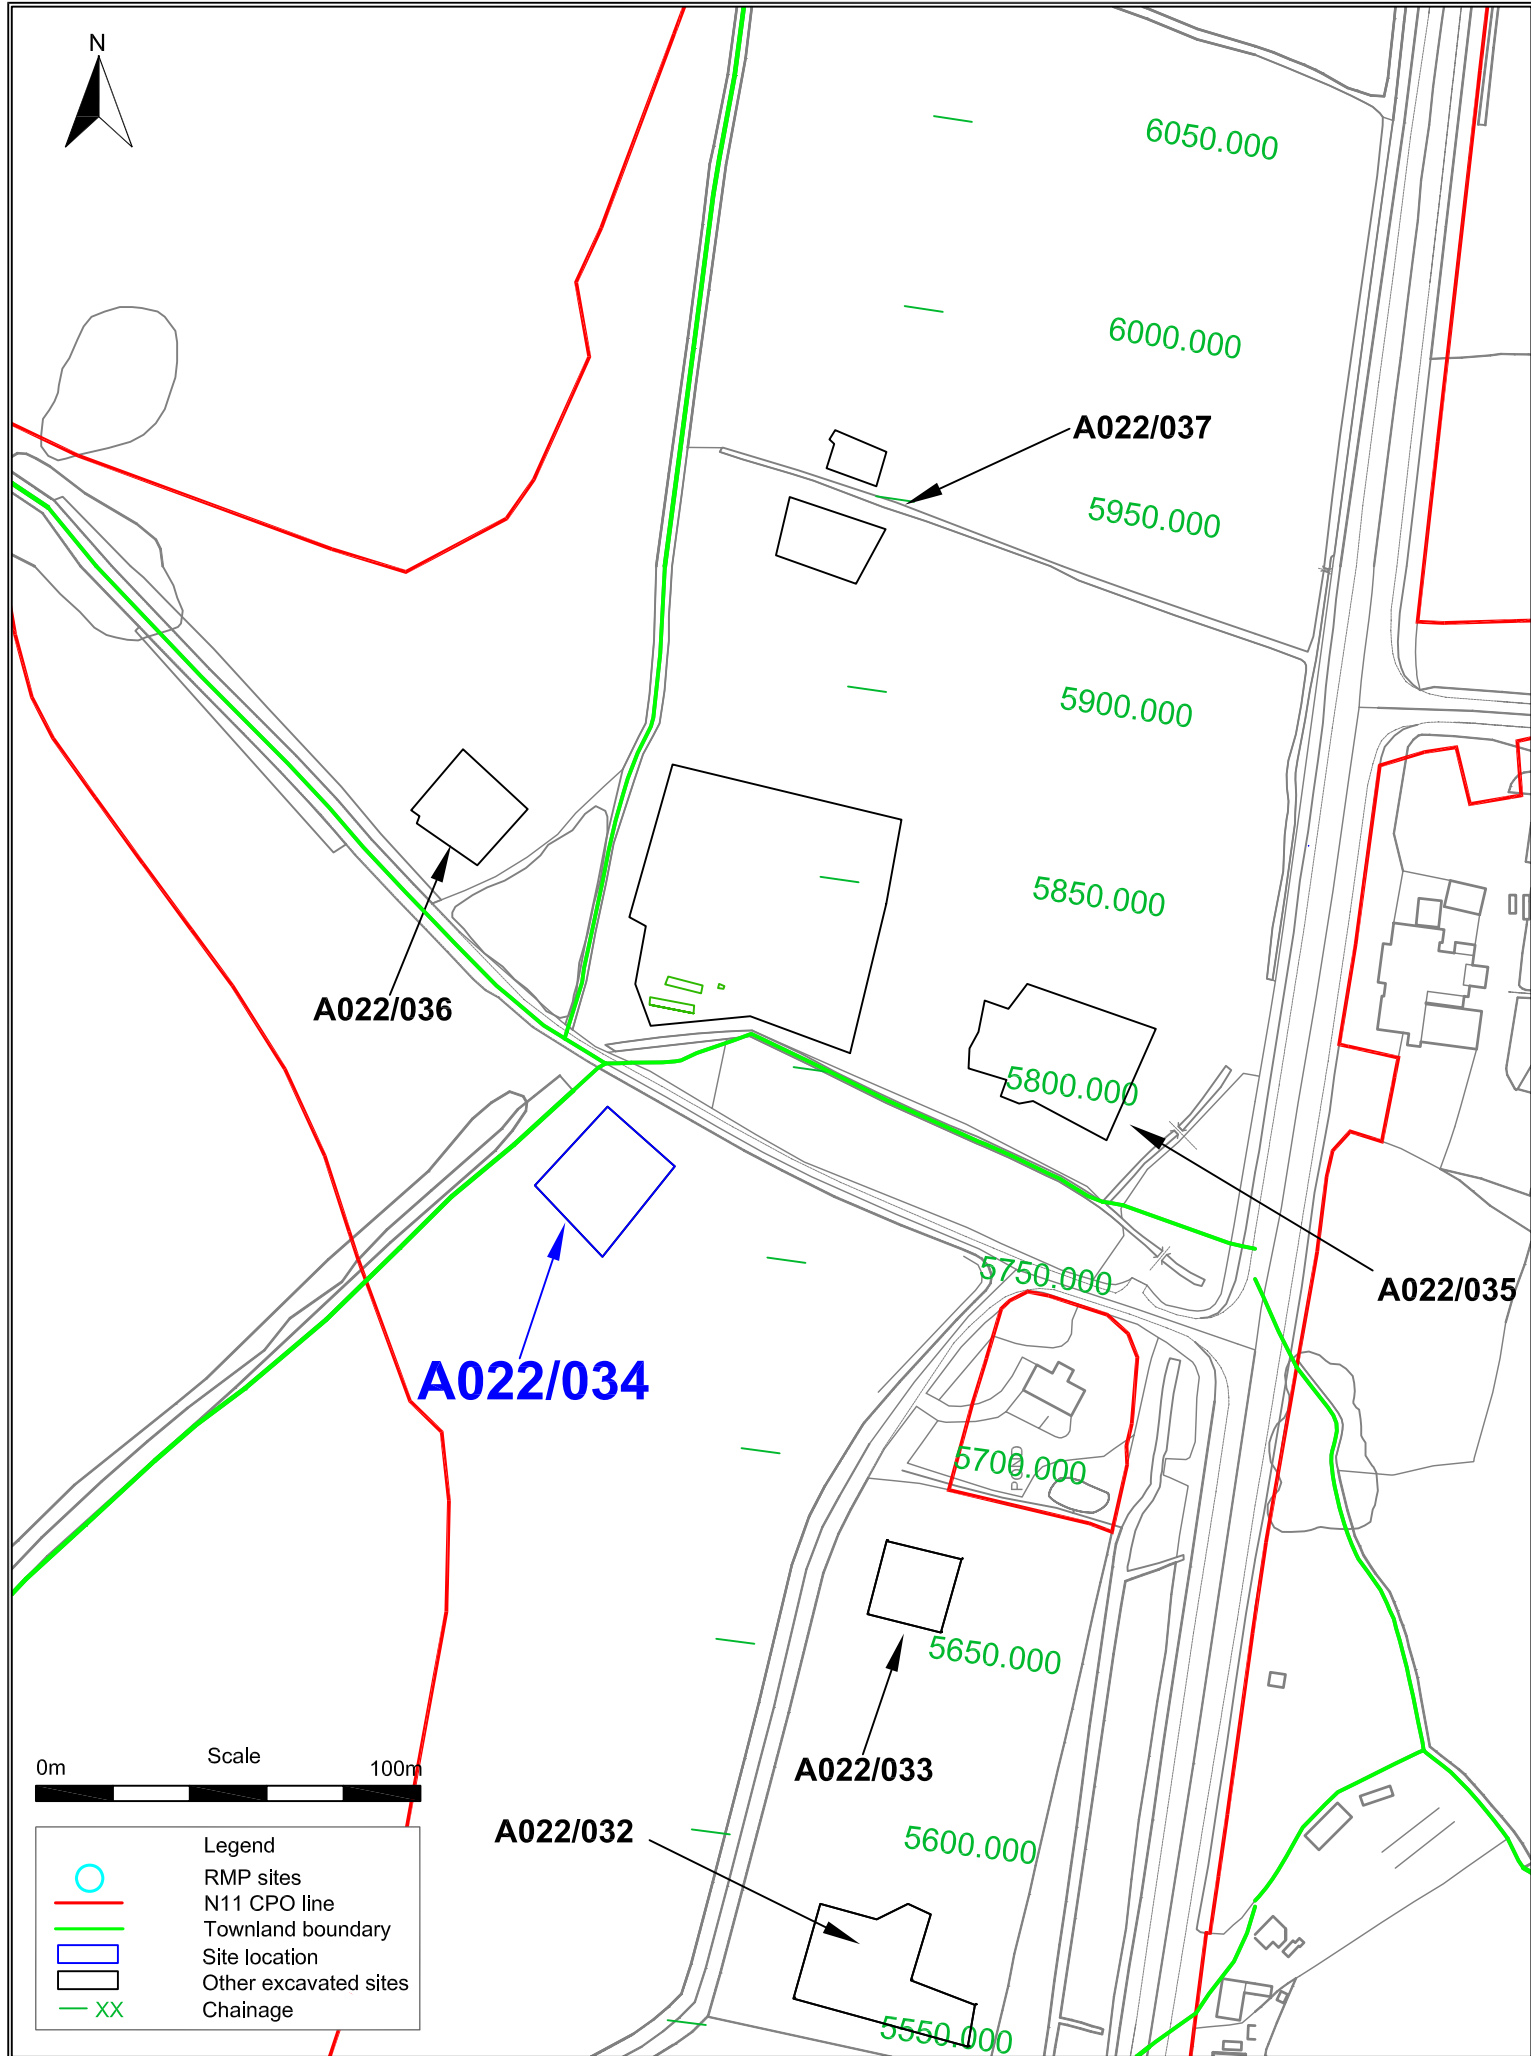 N
6050.000
6000.000
A022/037
5950.000
5900.000
5850.000
A022/036
5800.000
A022/035
5750.000
A022/034
5700.000
POND
5650.000
A022/033
Scale
0m 100m
A022/032
5600.000
Legend
RMP sites
N11 CPO line
Townland boundary
Site location
Other excavated sites
XX Chainage
5550.000